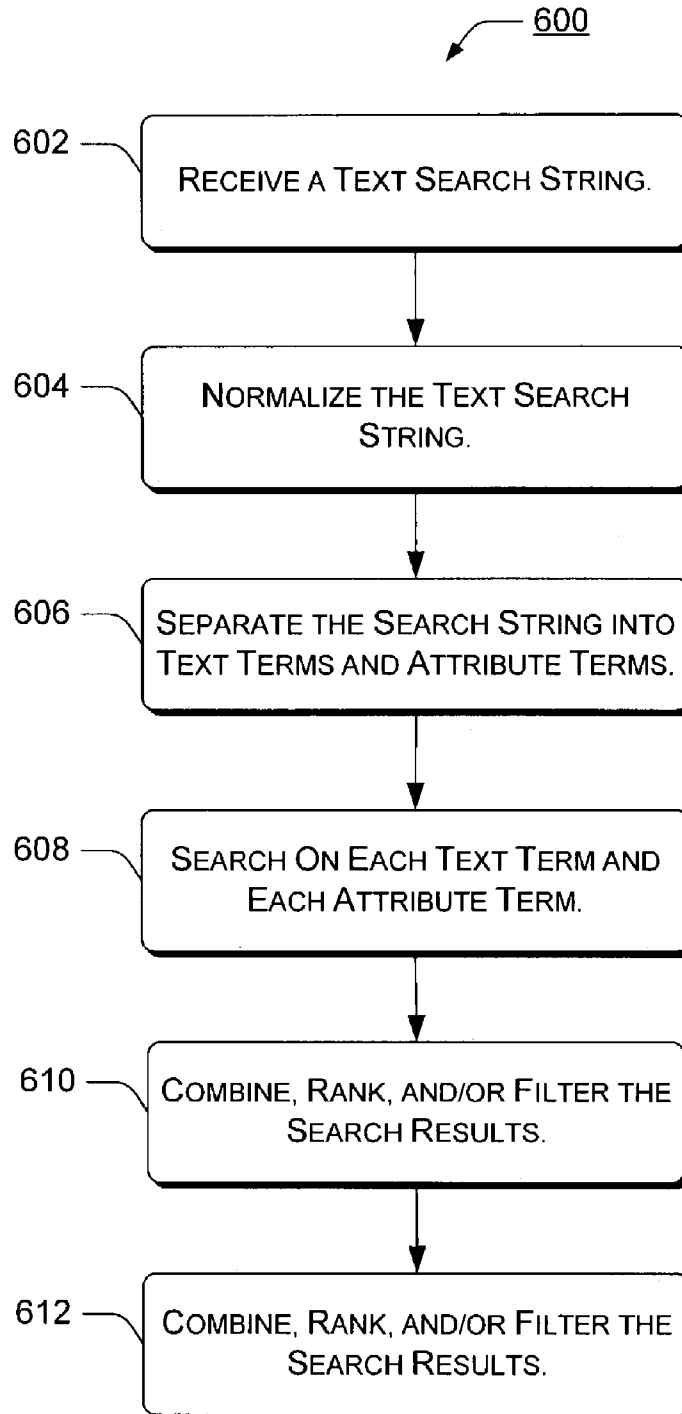 600
602
RECEIVE A TEXT SEARCH STRING.
604
NORMALIZE THE TEXT SEARCH
STRING.
606
SEPARATE THE SEARCH STRING INTO
TEXT TERMS AND ATTRIBUTE TERMS.
608
SEARCH ON EACH TEXT TERM AND
EACH ATTRIBUTE TERM.
610
COMBINE, RANK, AND/OR FILTER THE
SEARCH RESULTS.
612
COMBINE, RANK, AND/OR FILTER THE
SEARCH RESULTS.